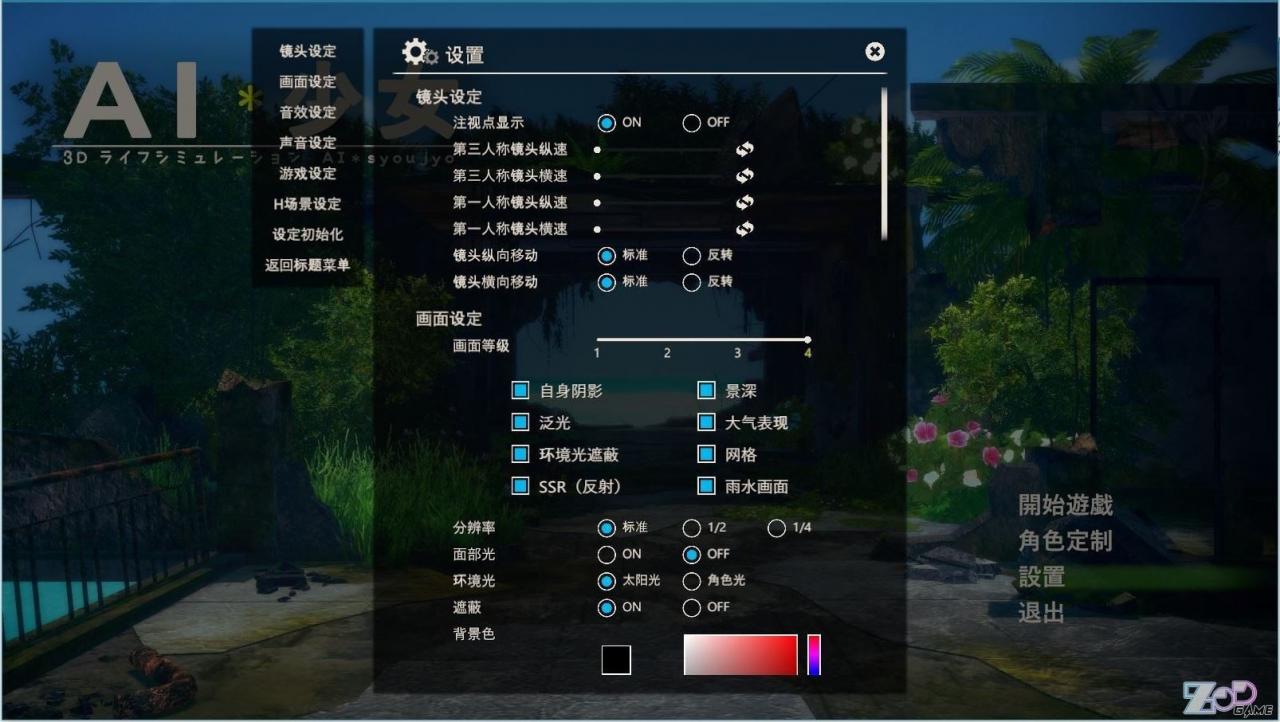 镜头设定
画面设定
音效设定
声音设定
游戏设定
H场景设定
设定初始化
返回标题菜单
AI*少女
3D ライフシミュレーション AI*syoujyo
设置
镜头设定
注视点显示 ON OFF
第三人称镜头纵速
第三人称镜头横速
第一人称镜头纵速
第一人称镜头横速
镜头纵向移动 标准 反转
镜头横向移动 标准 反转
画面设定
画面等级
1 2 3 4
自身阴影 景深
泛光 大气表现
环境光遮蔽 网格
SSR（反射） 雨水画面
分辨率 标准 1/2 1/4
面部光 ON OFF
环境光 太阳光 角色光
遮蔽 ON OFF
背景色
開始遊戲
角色定制
設置
退出
ZOD
GAME